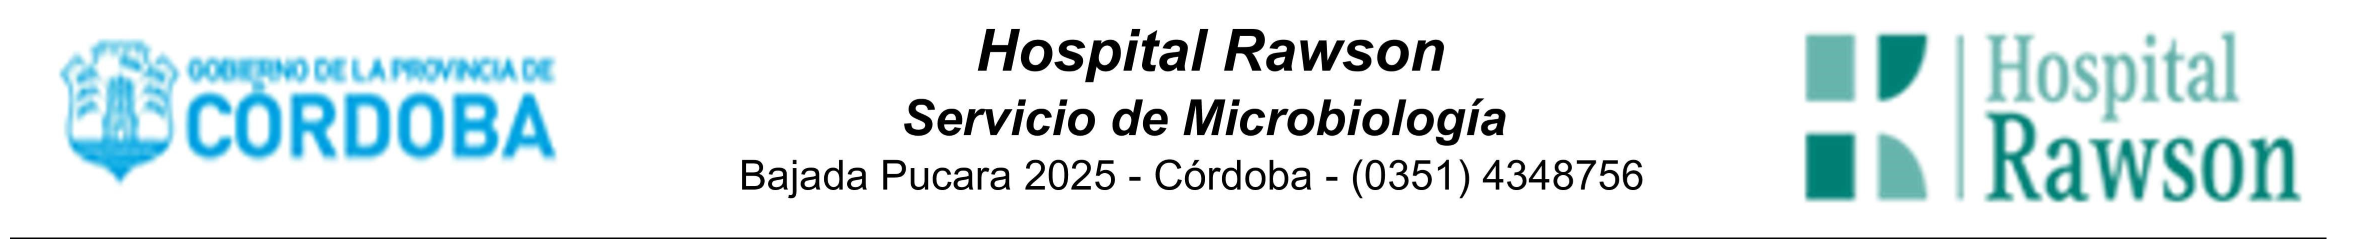 GOBIERNO DE LA PROVINCIA DE
CÓRDOBA
Hospital Rawson
Servicio de Microbiología
Bajada Pucara 2025 - Córdoba - (0351) 4348756
Hospital
Rawson